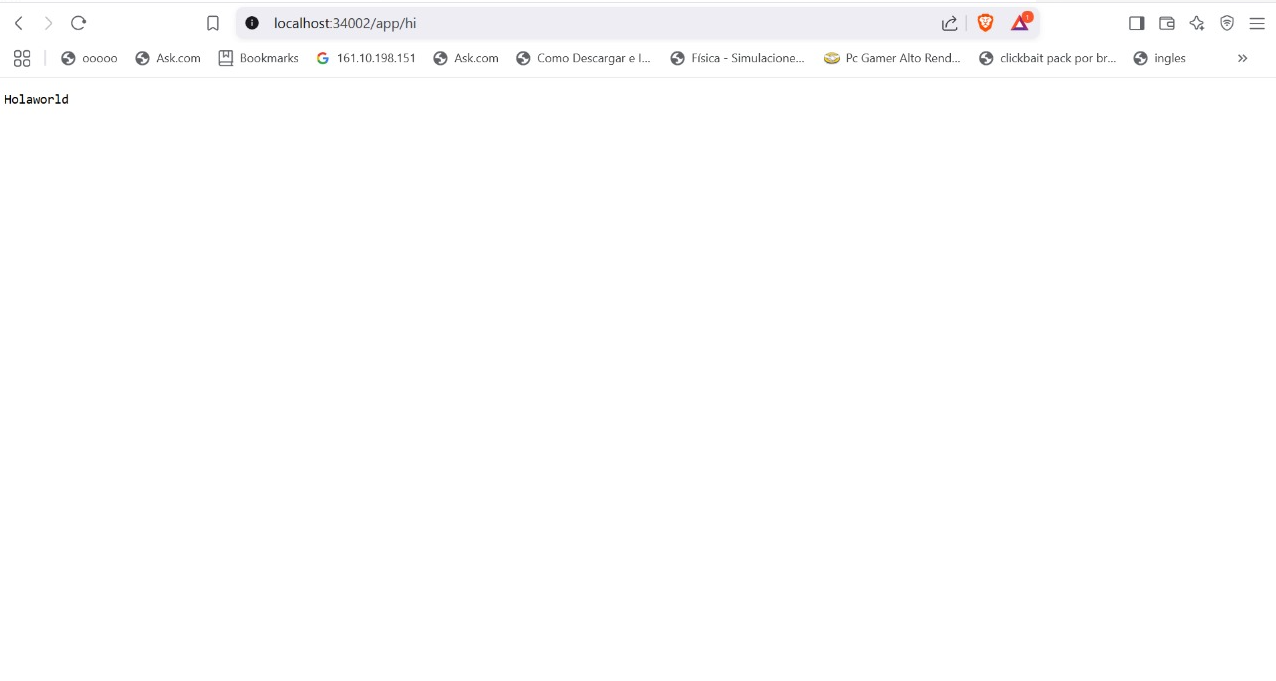 localhost:34002/app/hi
1
ooooo Ask.com Bookmarks 161.10.198.151 Ask.com Como Descargar e I... Física - Simulacione... Pc Gamer Alto Rend... clickbait pack por br... ingles »
Holaworld